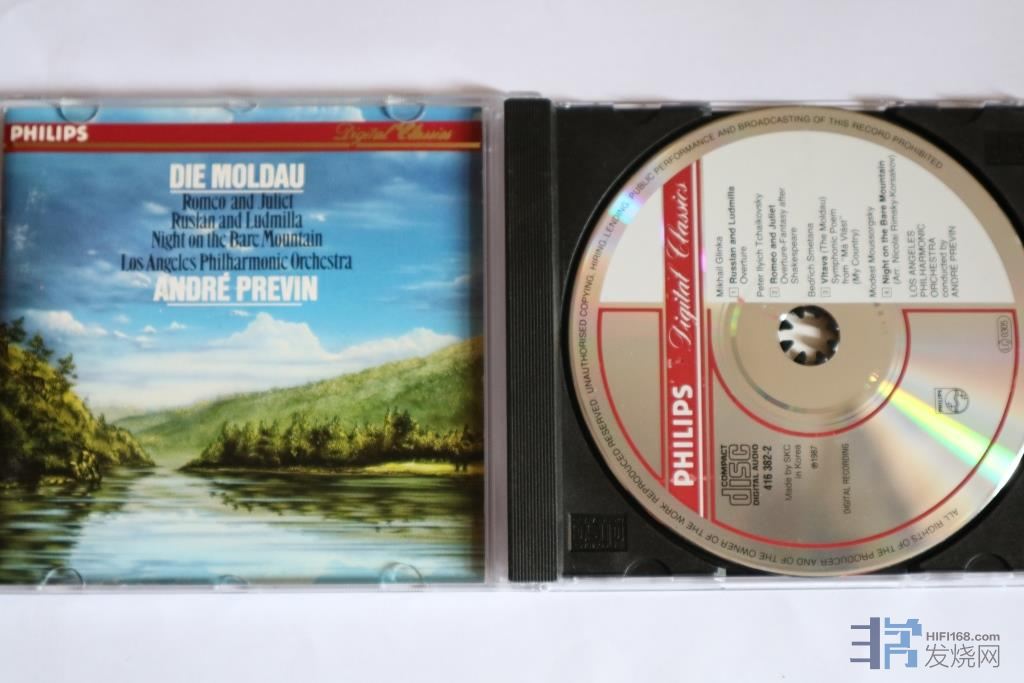 PHILIPS
Digital Classics
DIE MOLDAU
Romeo and Juliet
Ruslan and Ludmilla
Night on the Bare Mountain
Los Angeles Philharmonic Orchestra
ANDRÉ PREVIN
ALL RIGHTS OF THE PRODUCER AND OF THE OWNER OF THE WORK REPRODUCED RESERVED. UNAUTHORISED COPYING, HIRING, LENDING, PUBLIC PERFORMANCE AND BROADCASTING OF THIS RECORD PROHIBITED
PHILIPS
Digital Classics
Mikhail Glinka
1 Russlan and Ludmilla
Overture
Peter Ilyich Tchaikovsky
2 Romeo and Juliet
Overture-Fantasy after
Shakespeare
Bedřich Smetana
3 Vltava (The Moldau)
Symphonic Poem
from "Má Vlast"
(My Country)
Modest Moussorgsky
4 Night on the Bare Mountain
(Arr. Nicolai Rimsky-Korsakov)
LOS ANGELES
PHILHARMONIC
ORCHESTRA
conducted by
ANDRÉ PREVIN
COMPACT
disc
DIGITAL AUDIO
416 382-2
Made by SKC
in Korea
℗1987
DIGITAL RECORDING
PHILIPS
LC 0305
HIFI168.com
发烧网